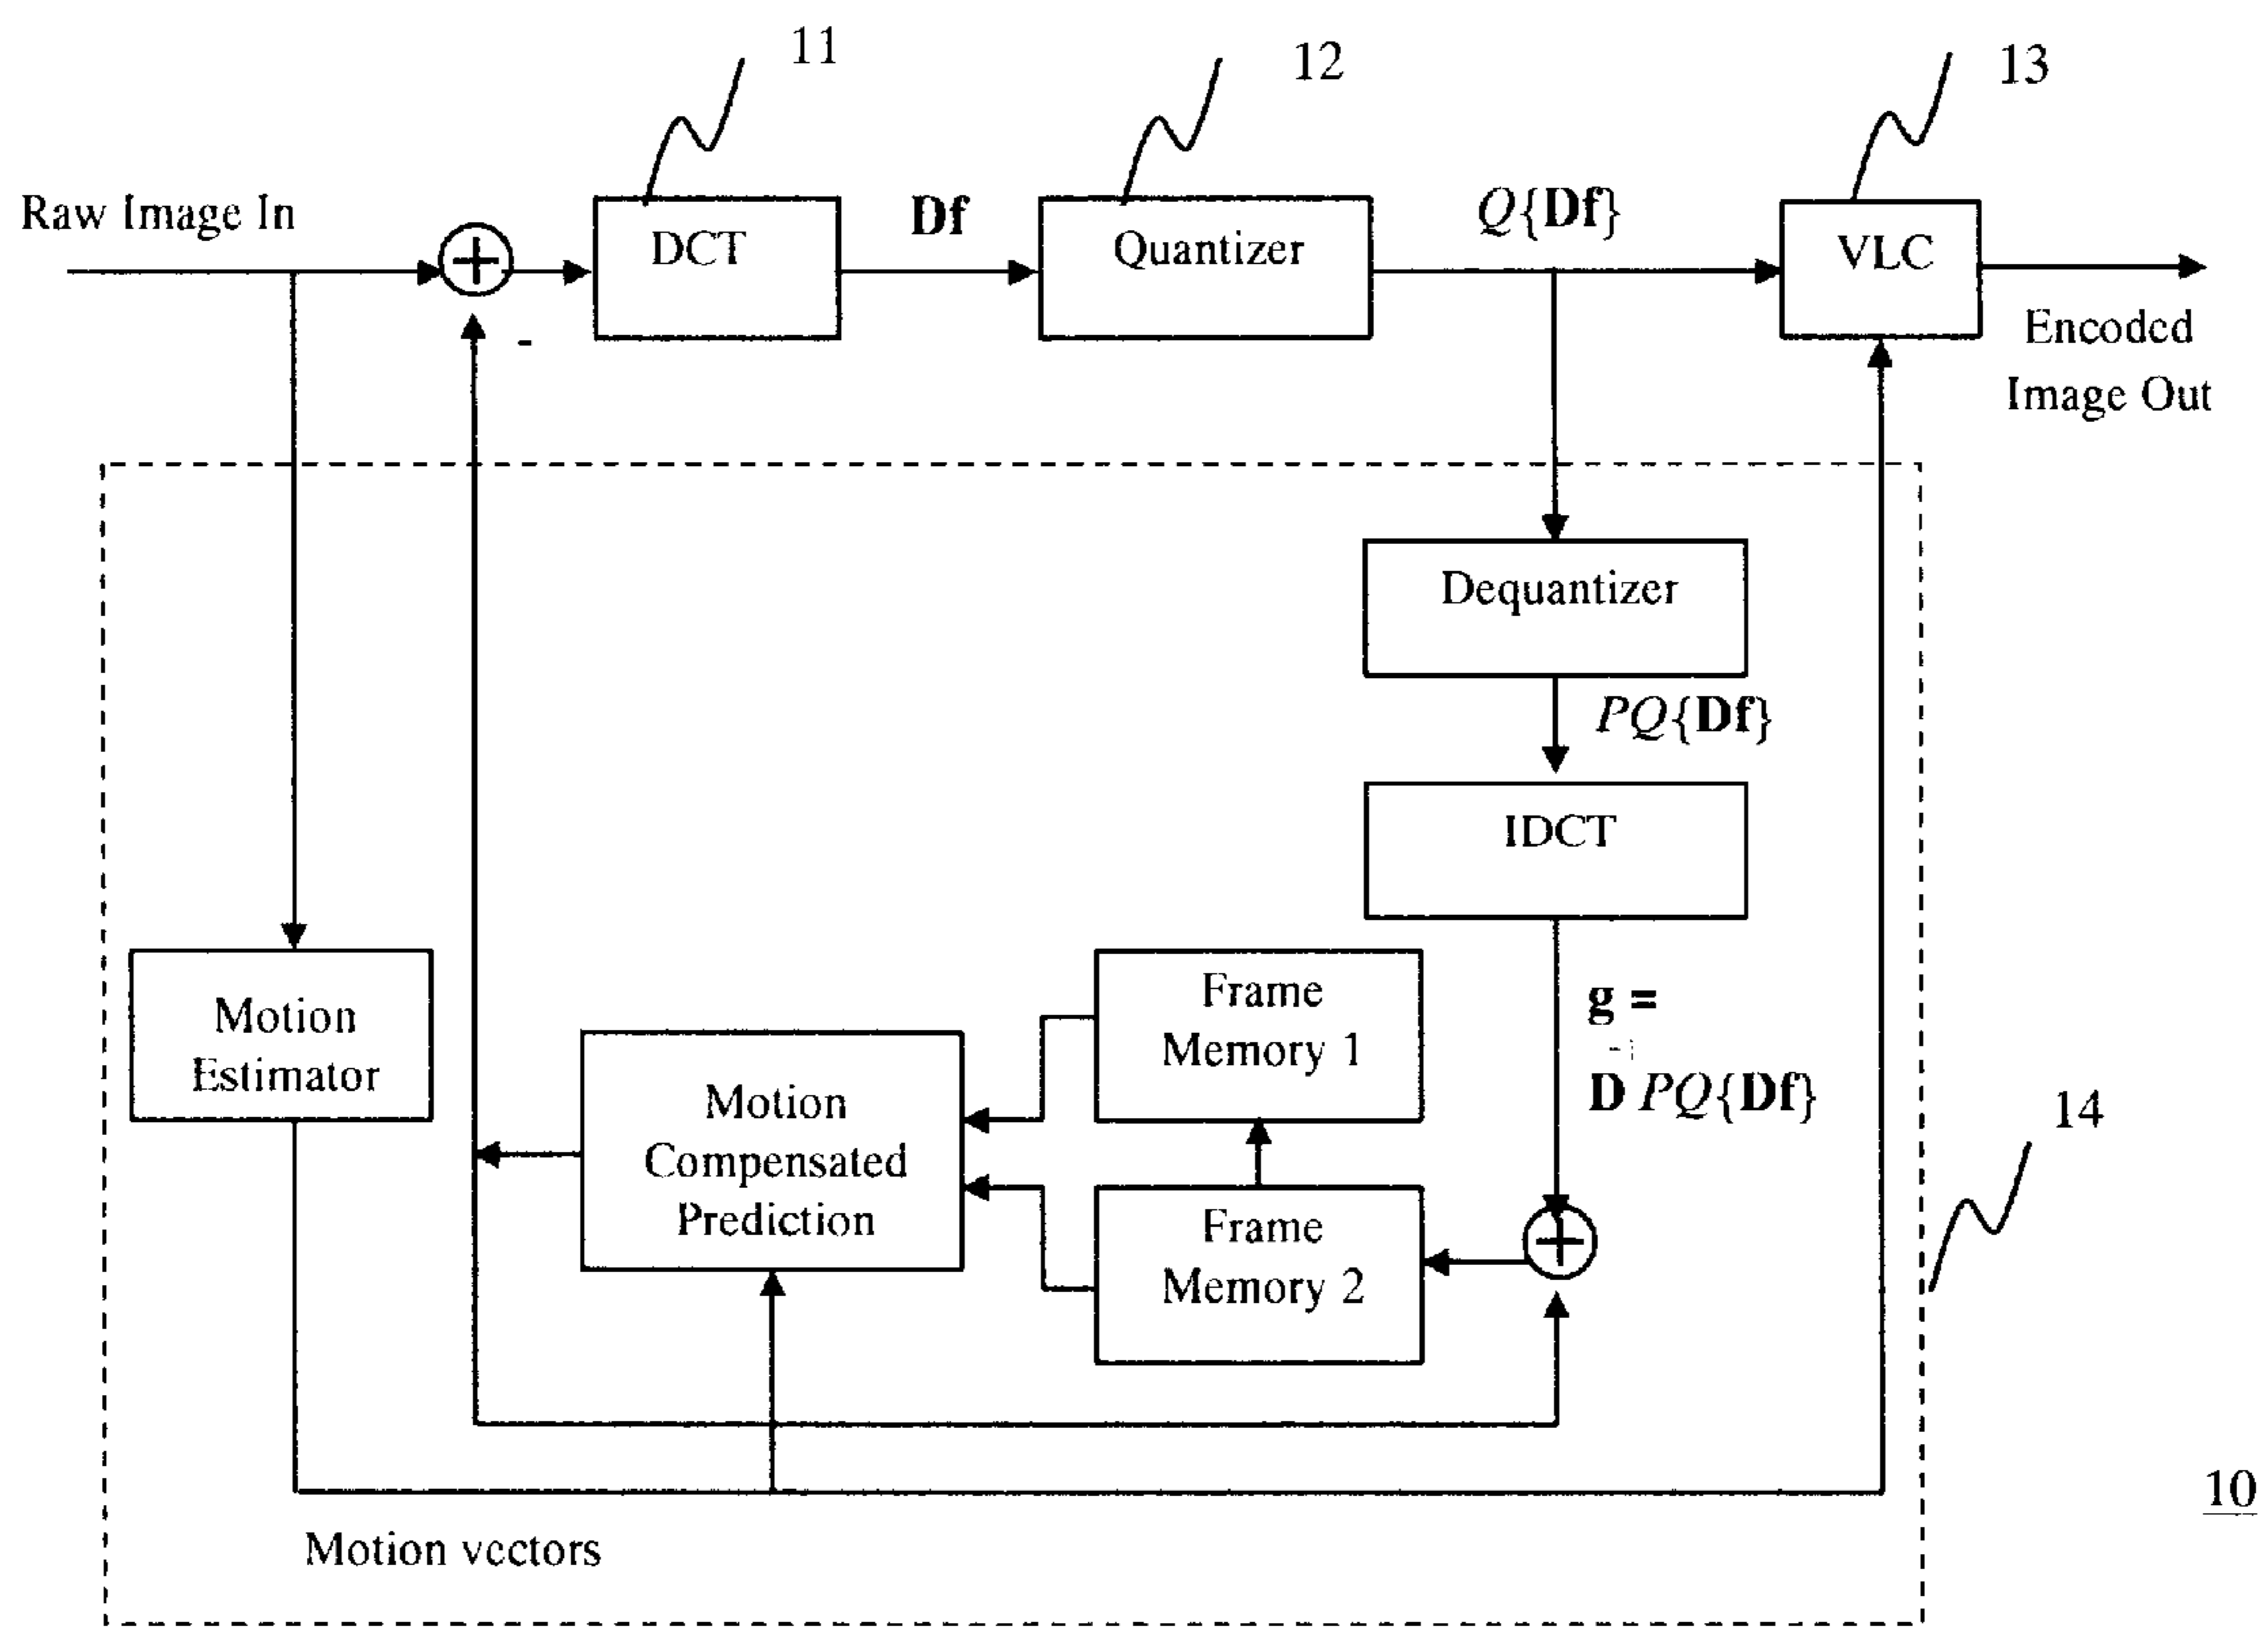 11
12
13
Raw Image In
DCT
Df
Quantizer
Q{Df}
VLC
+
-
Encoded
Image Out
Dequantizer
PQ{Df}
IDCT
Motion
Estimator
Motion
Compensated
Prediction
Frame
Memory 1
Frame
Memory 2
g =
-1
D PQ{Df}
+
14
10
Motion vectors